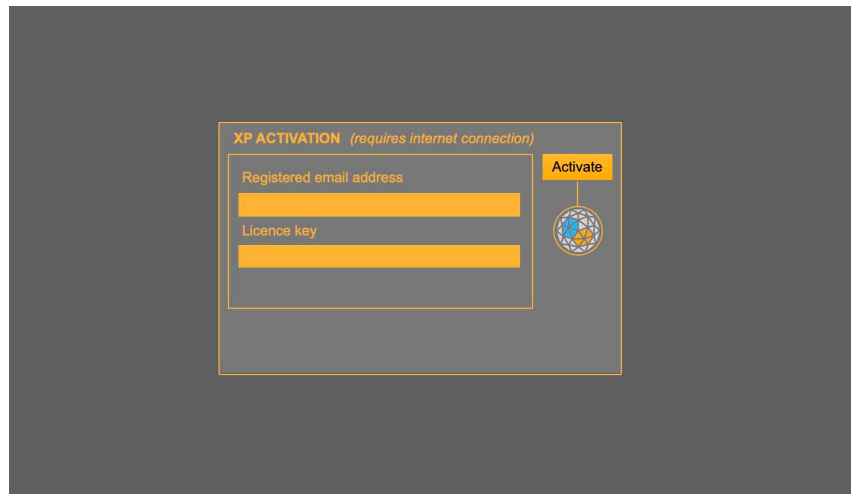 XP ACTIVATION (requires internet connection)
Activate
Registered email address
Licence key